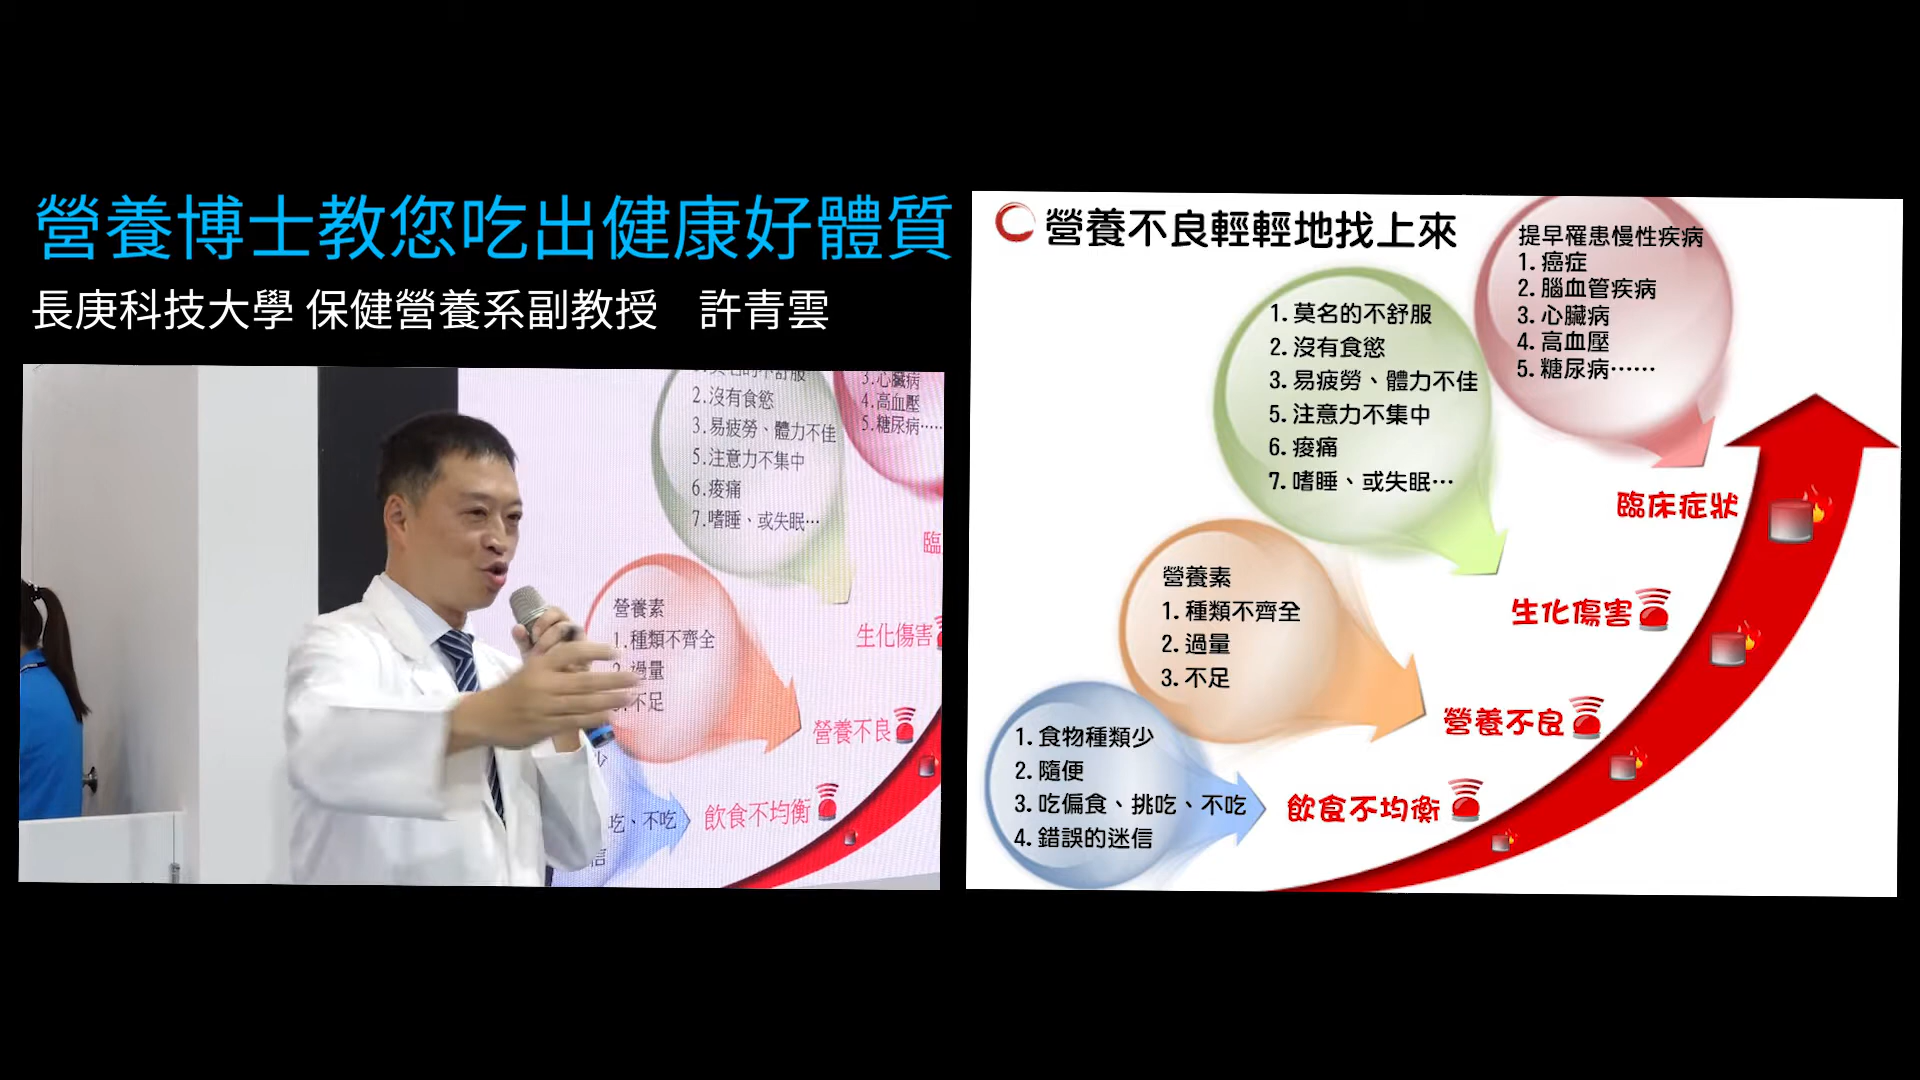 營養博士教您吃出健康好體質
長庚科技大學 保健營養系副教授　許青雲
3.心臟病
2.沒有食慾
4.高血壓
3.易疲勞、體力不佳
5.糖尿病……
5.注意力不集中
6.痠痛
7.嗜睡、或失眠…
臨
營養素
1.種類不齊全
過量
不足
生化傷害
營養不良
吃、不吃
飲食不均衡
信
營養不良輕輕地找上來
提早罹患慢性疾病
1. 癌症
2. 腦血管疾病
3. 心臟病
4. 高血壓
5. 糖尿病……
1. 莫名的不舒服
2. 沒有食慾
3. 易疲勞、體力不佳
5. 注意力不集中
6. 痠痛
7. 嗜睡、或失眠…
臨床症狀
營養素
1. 種類不齊全
2. 過量
3. 不足
生化傷害
營養不良
1. 食物種類少
2. 隨便
3. 吃偏食、挑吃、不吃
4. 錯誤的迷信
飲食不均衡